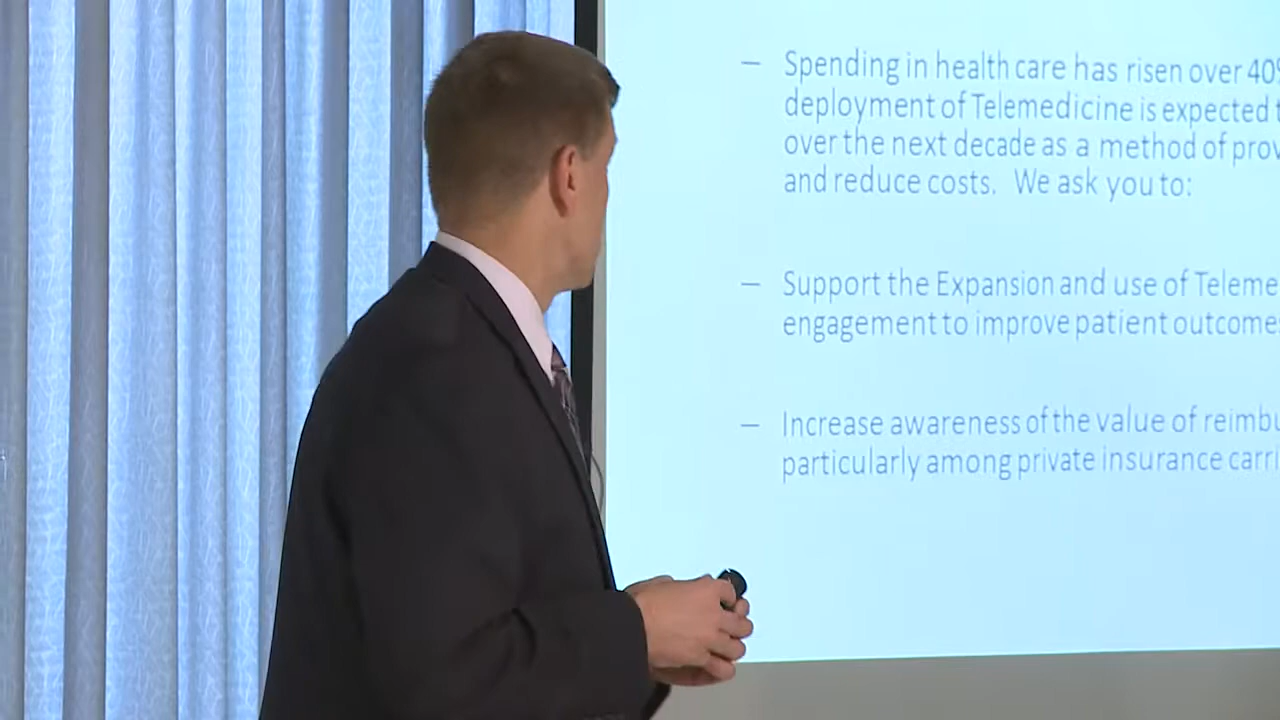 – Spending in health care has risen over 40%
deployment of Telemedicine is expected
over the next decade as a method of
and reduce costs. We ask you to:
– Support the Expansion and use of
engagement to improve patient
– Increase awareness of the value of
particularly among private insurance